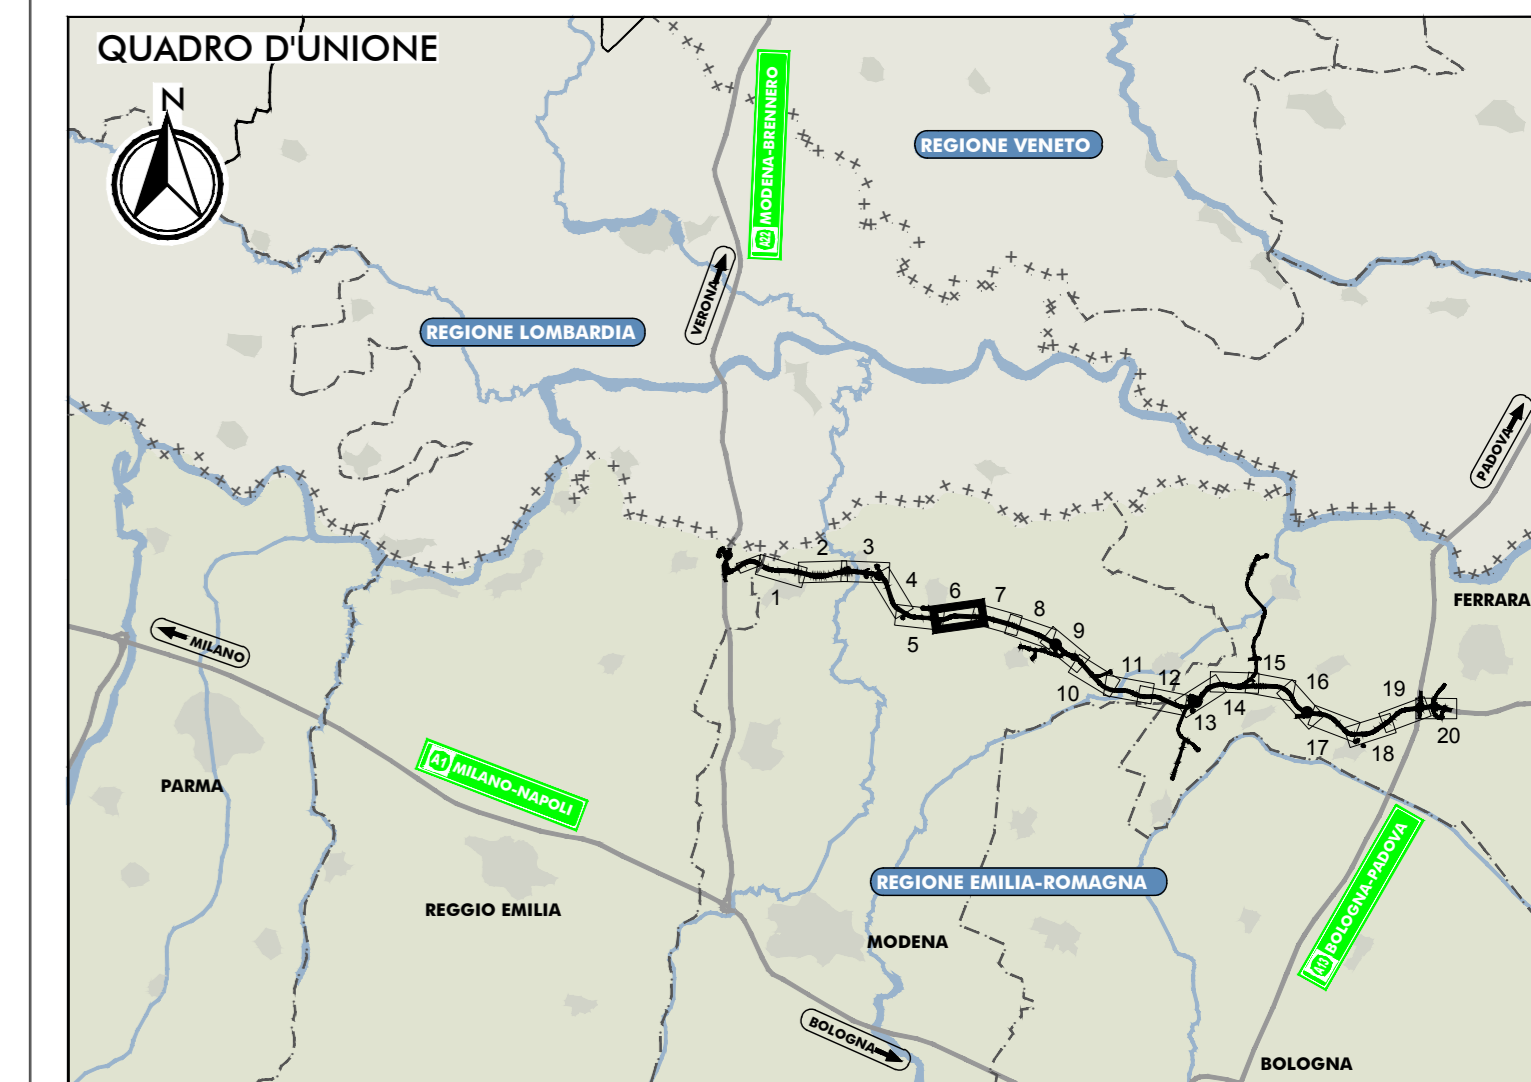 QUADRO D'UNIONE
N
A22 MODENA-BRENNERO
REGIONE VENETO
VERONA
REGIONE LOMBARDIA
PADOVA
1
2
3
4
5
6
7
8
9
10
11
12
13
14
15
16
17
18
19
20
FERRARA
MILANO
PARMA
A1 MILANO-NAPOLI
REGGIO EMILIA
REGIONE EMILIA-ROMAGNA
A13 BOLOGNA-PADOVA
MODENA
BOLOGNA
BOLOGNA